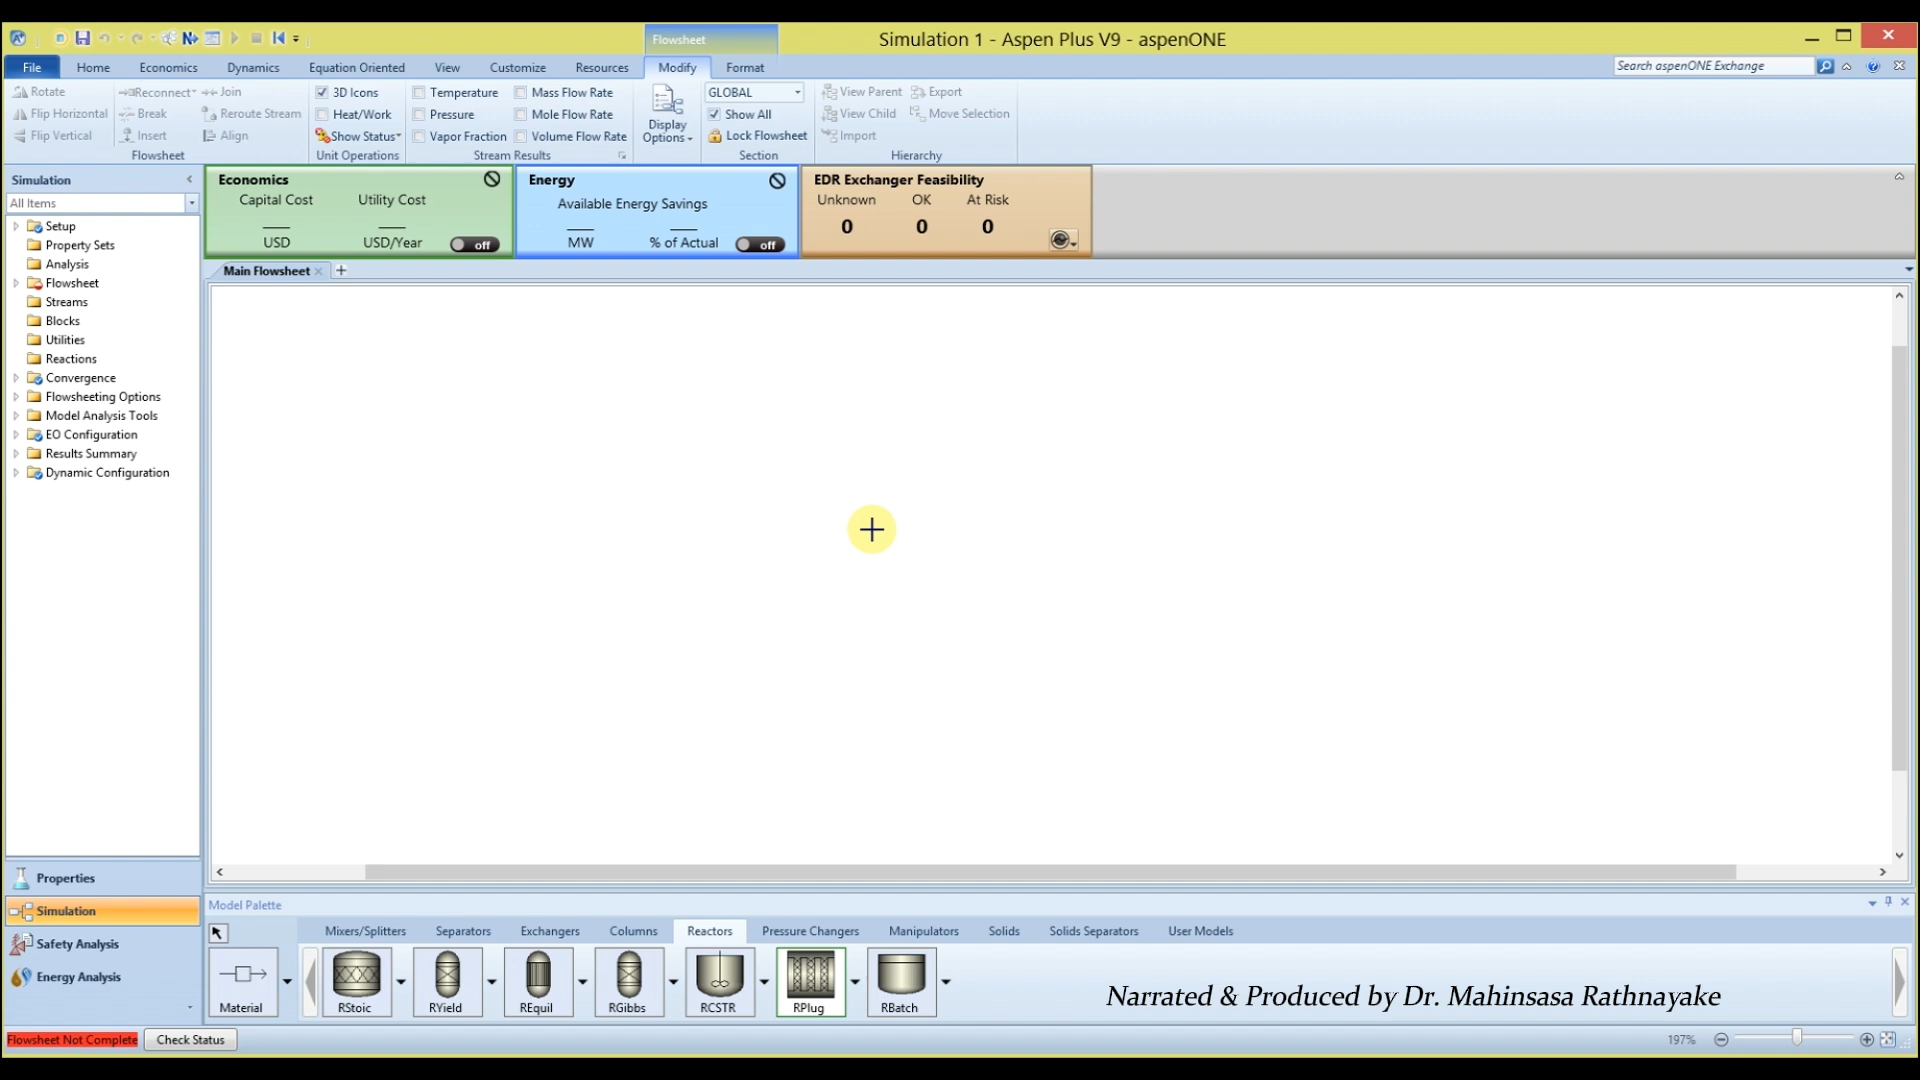 Flowsheet
Simulation 1 - Aspen Plus V9 - aspenONE
File Home Economics Dynamics Equation Oriented View Customize Resources Modify Format
Search aspenONE Exchange
Rotate Reconnect Join
Flip Horizontal Break Reroute Stream
Flip Vertical Insert Align
Flowsheet
3D Icons
Heat/Work
Show Status
Unit Operations
Temperature Mass Flow Rate
Pressure Mole Flow Rate
Vapor Fraction Volume Flow Rate
Stream Results
Display
Options
GLOBAL
Show All
Lock Flowsheet
Section
View Parent Export
View Child Move Selection
Import
Hierarchy
Simulation
All Items
Setup
Property Sets
Analysis
Flowsheet
Streams
Blocks
Utilities
Reactions
Convergence
Flowsheeting Options
Model Analysis Tools
EO Configuration
Results Summary
Dynamic Configuration
Properties
Simulation
Safety Analysis
Energy Analysis
Economics
Capital Cost Utility Cost
USD USD/Year off
Energy
Available Energy Savings
MW % of Actual off
EDR Exchanger Feasibility
Unknown OK At Risk
0 0 0
Main Flowsheet
Model Palette
Mixers/Splitters Separators Exchangers Columns Reactors Pressure Changers Manipulators Solids Solids Separators User Models
Material RStoic RYield REquil RGibbs RCSTR RPlug RBatch
Narrated & Produced by Dr. Mahinsasa Rathnayake
Flowsheet Not Complete Check Status
197%